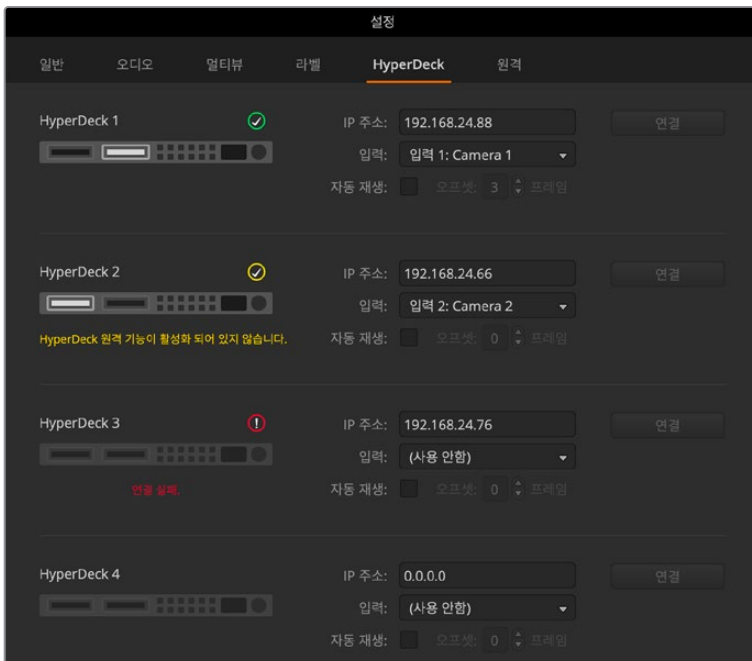 설정
일반 오디오 멀티뷰 라벨 HyperDeck 원격
HyperDeck 1 IP 주소: 192.168.24.88 연결
입력: 입력 1: Camera 1
자동 재생: 오프셋: 3 프레임
HyperDeck 2 IP 주소: 192.168.24.66 연결
입력: 입력 2: Camera 2
HyperDeck 원격 기능이 활성화 되어 있지 않습니다. 자동 재생: 오프셋: 0 프레임
HyperDeck 3 IP 주소: 192.168.24.76 연결
입력: (사용 안함)
연결 실패. 자동 재생: 오프셋: 0 프레임
HyperDeck 4 IP 주소: 0.0.0.0 연결
입력: (사용 안함)
자동 재생: 오프셋: 0 프레임